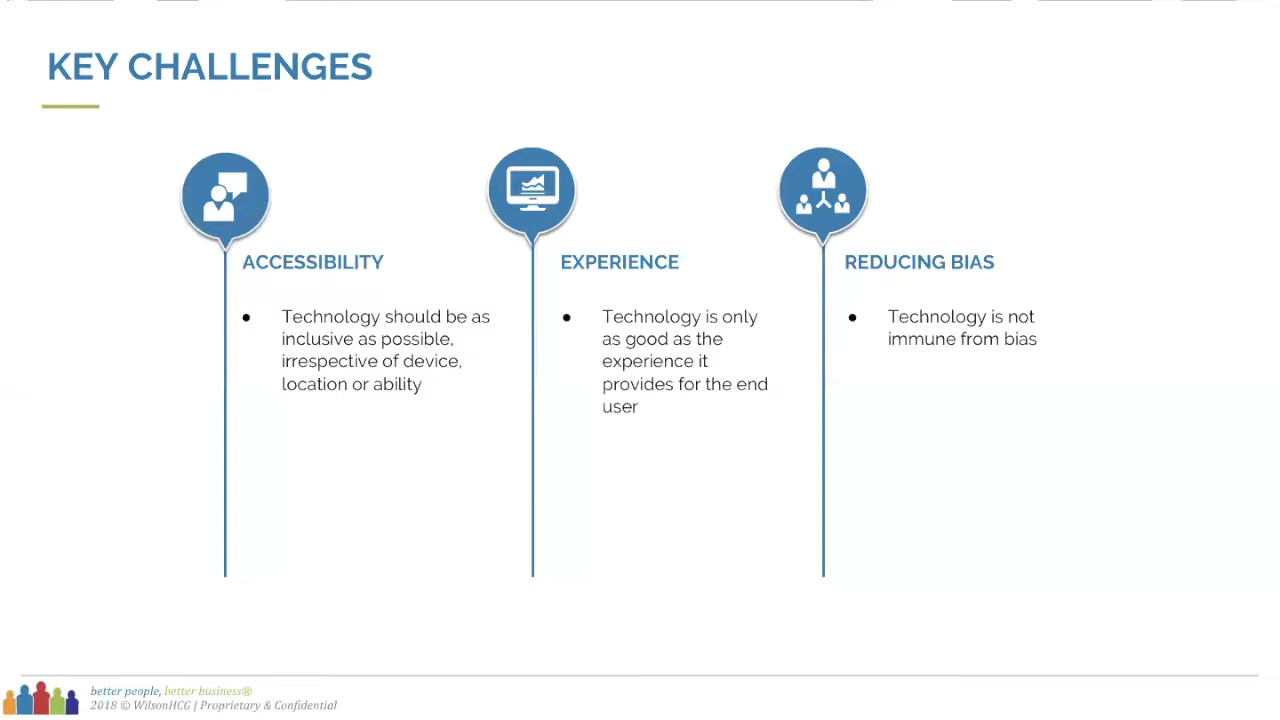 KEY CHALLENGES
ACCESSIBILITY
● Technology should be as
inclusive as possible,
irrespective of device,
location or ability
EXPERIENCE
● Technology is only
as good as the
experience it
provides for the end
user
REDUCING BIAS
● Technology is not
immune from bias
better people, better business®
2018 © WilsonHCG | Proprietary & Confidential